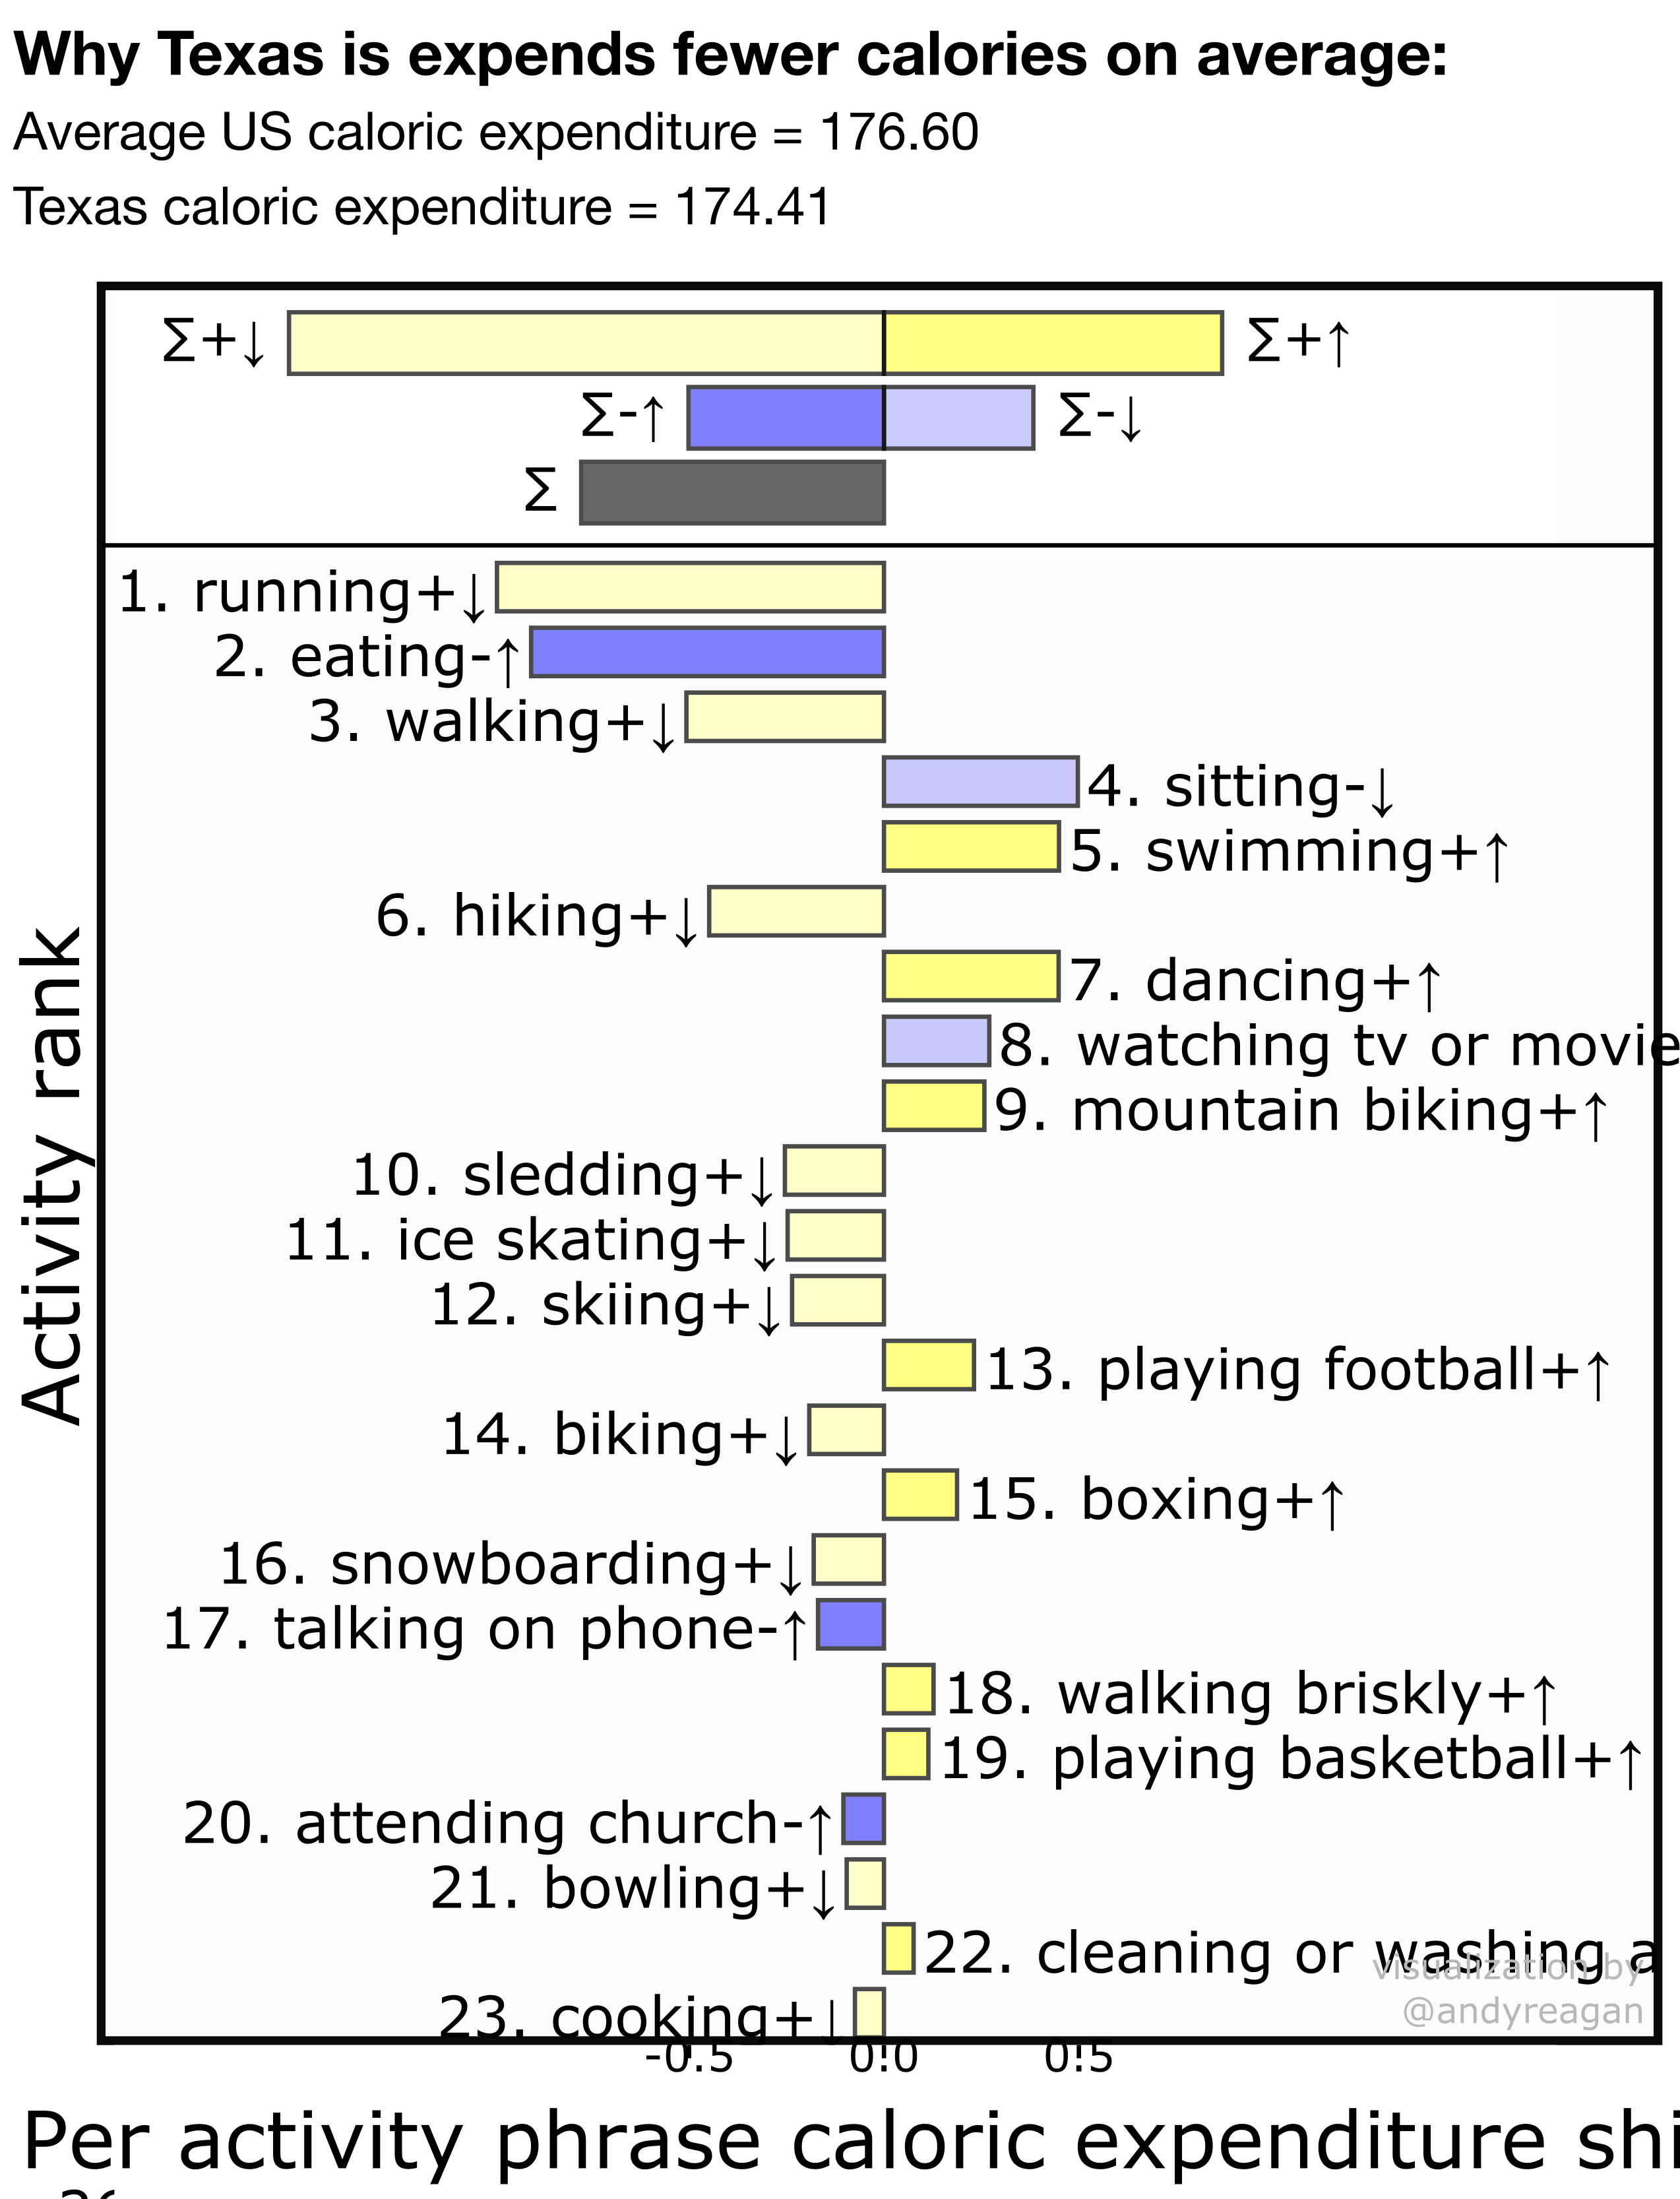 Why Texas is expends fewer calories on average:
Average US caloric expenditure = 176.60
Texas caloric expenditure = 174.41
∑+↓ ∑+↑
∑-↑ ∑-↓
∑
Activity rank
1. running+↓
2. eating-↑
3. walking+↓
4. sitting-↓
5. swimming+↑
6. hiking+↓
7. dancing+↑
8. watching tv or movie
9. mountain biking+↑
10. sledding+↓
11. ice skating+↓
12. skiing+↓
13. playing football+↑
14. biking+↓
15. boxing+↑
16. snowboarding+↓
17. talking on phone-↑
18. walking briskly+↑
19. playing basketball+↑
20. attending church-↑
21. bowling+↓
22. cleaning or washing a
visualization by
@andyreagan
23. cooking+↓
-0.5 0.0 0.5
Per activity phrase caloric expenditure shi